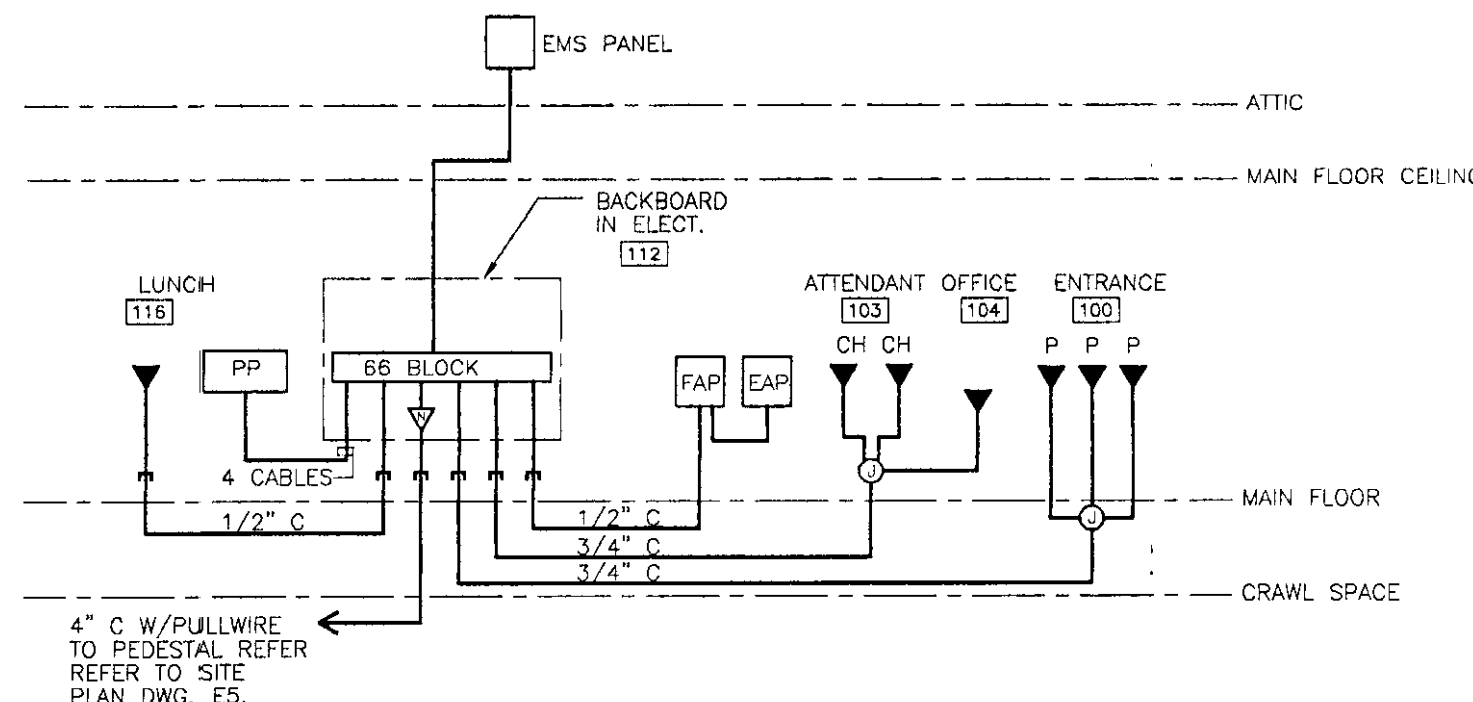 EMS PANEL
ATTIC
MAIN FLOOR CEILING
BACKBOARD
IN ELECT.
112
LUNCH
116
ATTENDANT OFFICE ENTRANCE
103 104 100
CH CH P P P
PP
66 BLOCK
FAP EAP
N
4 CABLES
J
MAIN FLOOR
1/2" C
1/2" C
J
3/4" C
3/4" C
CRAWL SPACE
4" C W/PULLWIRE
TO PEDESTAL REFER
REFER TO SITE
PLAN DWG. E5.